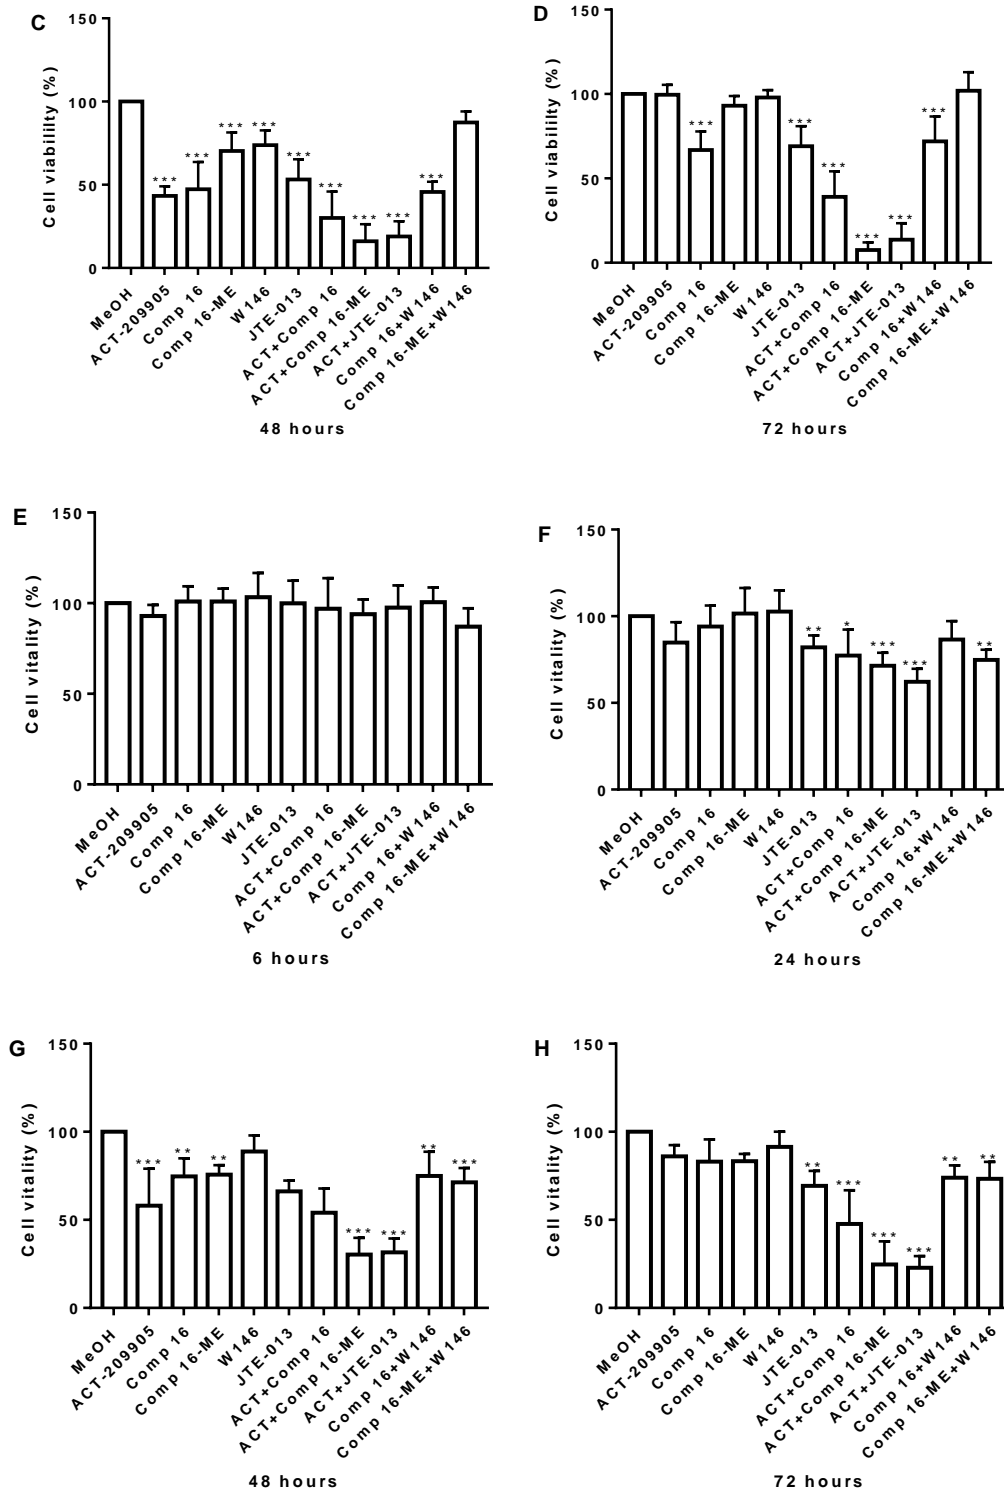 C
150
100
50
0
Cell viability (%)
***
***
***
***
***
***
***
***
***
MeOH
ACT-209905
Comp 16
Comp 16-ME
W146
JTE-013
ACT+Comp 16
ACT+Comp 16-ME
ACT+JTE-013
Comp 16+W146
Comp 16-ME+W146
48 hours
D
150
100
50
0
Cell viabililty (%)
***
***
***
***
***
***
MeOH
ACT-209905
Comp 16
Comp 16-ME
W146
JTE-013
ACT+Comp 16
ACT+Comp 16-ME
ACT+JTE-013
Comp 16+W146
Comp 16-ME+W146
72 hours
E
150
100
50
0
Cell vitality (%)
MeOH
ACT-209905
Comp 16
Comp 16-ME
W146
JTE-013
ACT+Comp 16
ACT+Comp 16-ME
ACT+JTE-013
Comp 16+W146
Comp 16-ME+W146
6 hours
F
150
100
50
0
Cell vitality (%)
**
*
***
***
**
MeOH
ACT-209905
Comp 16
Comp 16-ME
W146
JTE-013
ACT+Comp 16
ACT+Comp 16-ME
ACT+JTE-013
Comp 16+W146
Comp 16-ME+W146
24 hours
G
150
100
50
0
Cell vitality (%)
***
**
**
***
***
**
***
MeOH
ACT-209905
Comp 16
Comp 16-ME
W146
JTE-013
ACT+Comp 16
ACT+Comp 16-ME
ACT+JTE-013
Comp 16+W146
Comp 16-ME+W146
48 hours
H
150
100
50
0
Cell vitality (%)
**
***
***
***
**
**
MeOH
ACT-209905
Comp 16
Comp 16-ME
W146
JTE-013
ACT+Comp 16
ACT+Comp 16-ME
ACT+JTE-013
Comp 16+W146
Comp 16-ME+W146
72 hours